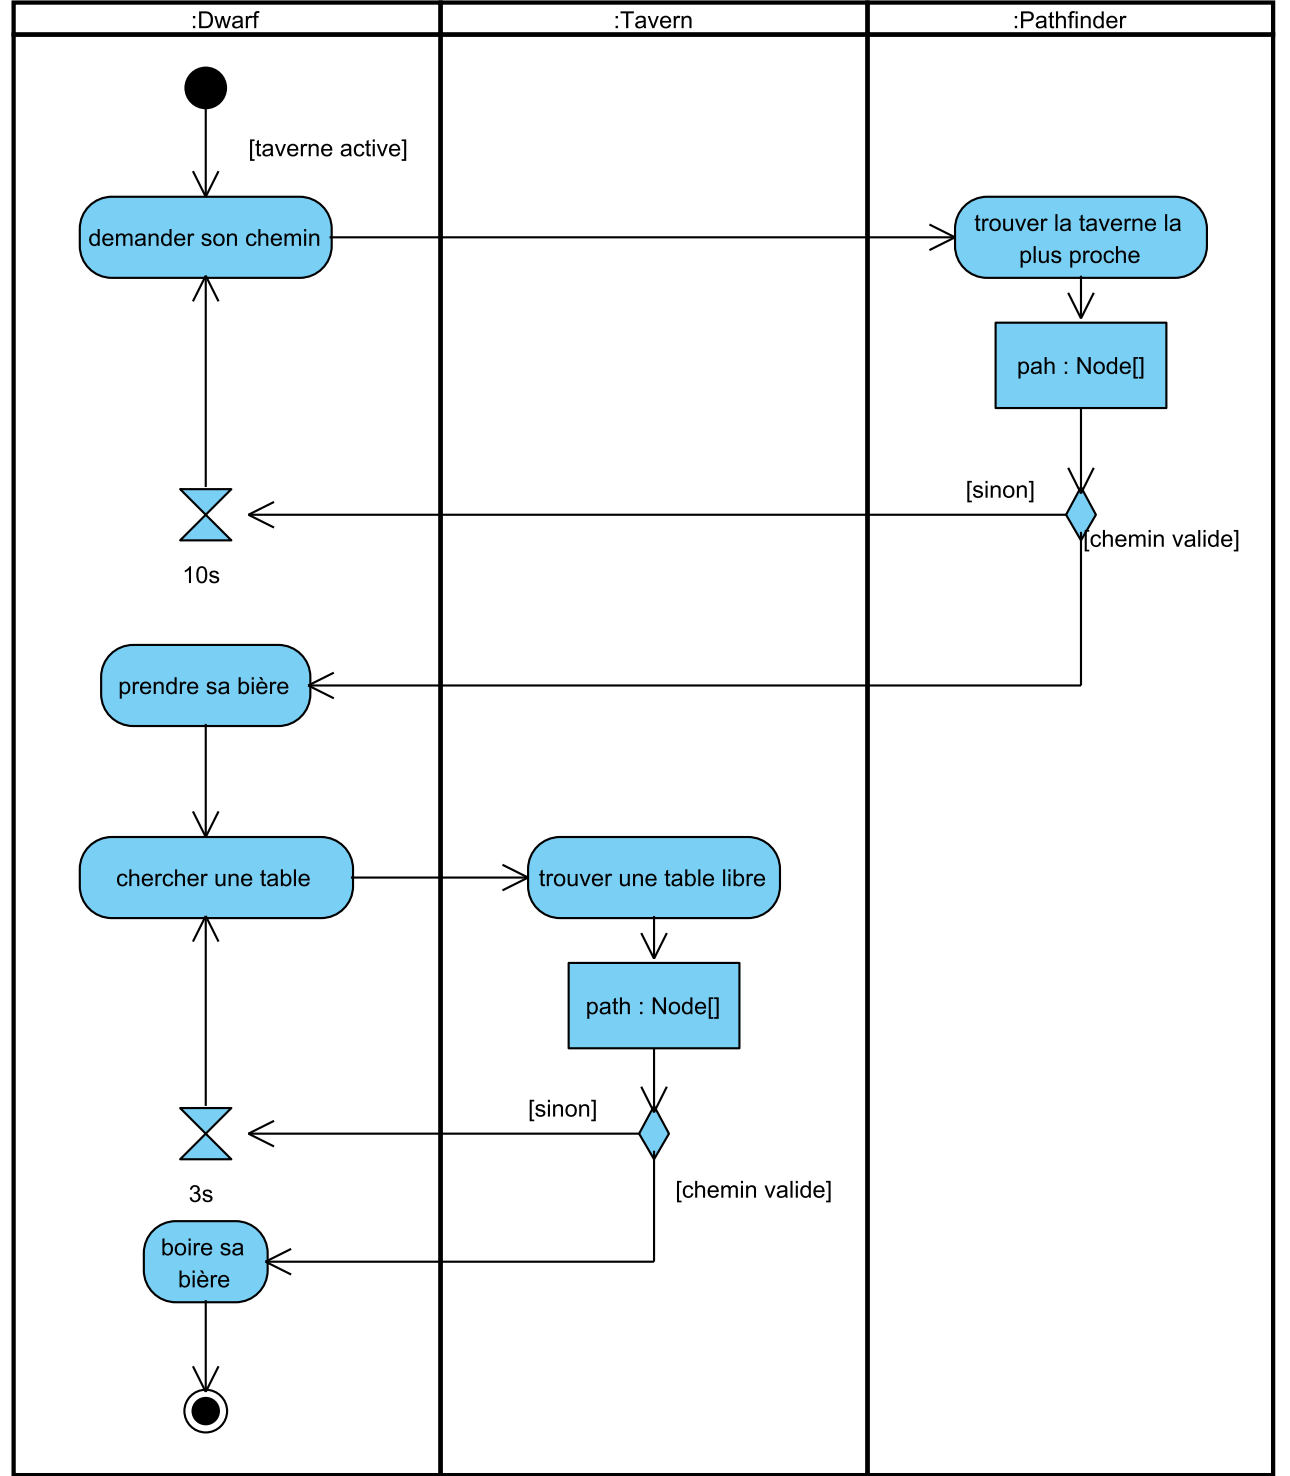 :Dwarf
:Tavern
:Pathfinder
[taverne active]
demander son chemin
trouver la taverne la
plus proche
pah : Node[]
[sinon]
[chemin valide]
10s
prendre sa bière
chercher une table
trouver une table libre
path : Node[]
[sinon]
[chemin valide]
3s
boire sa
bière